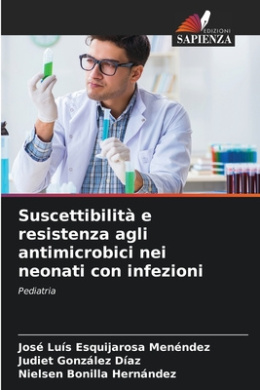 EDIZIONI
SAPIENZA
Suscettibilità e
resistenza agli
antimicrobici nei
neonati con infezioni
Pediatria
José Luís Esquijarosa Menéndez
Judiet González Díaz
Nielsen Bonilla Hernández